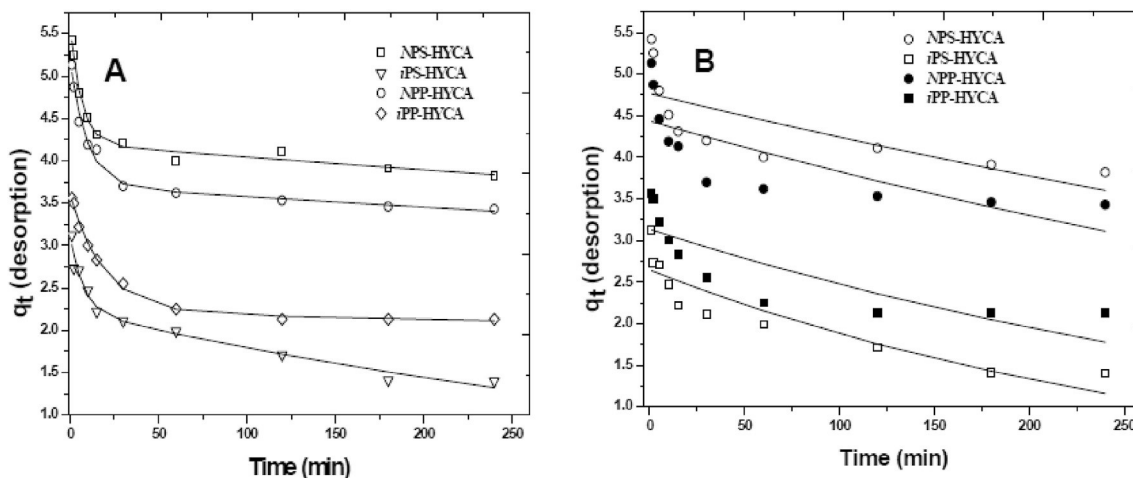 A
NPS-HYCA
iPS-HYCA
NPP-HYCA
iPP-HYCA
qt (desorption)
5.5
5.0
4.5
4.0
3.5
3.0
2.5
2.0
1.5
1.0
0 50 100 150 200 250
Time (min)
B
NPS-HYCA
iPS-HYCA
NPP-HYCA
iPP-HYCA
qt (desorption)
5.5
5.0
4.5
4.0
3.5
3.0
2.5
2.0
1.5
1.0
0 50 100 150 200 250
Time (min)